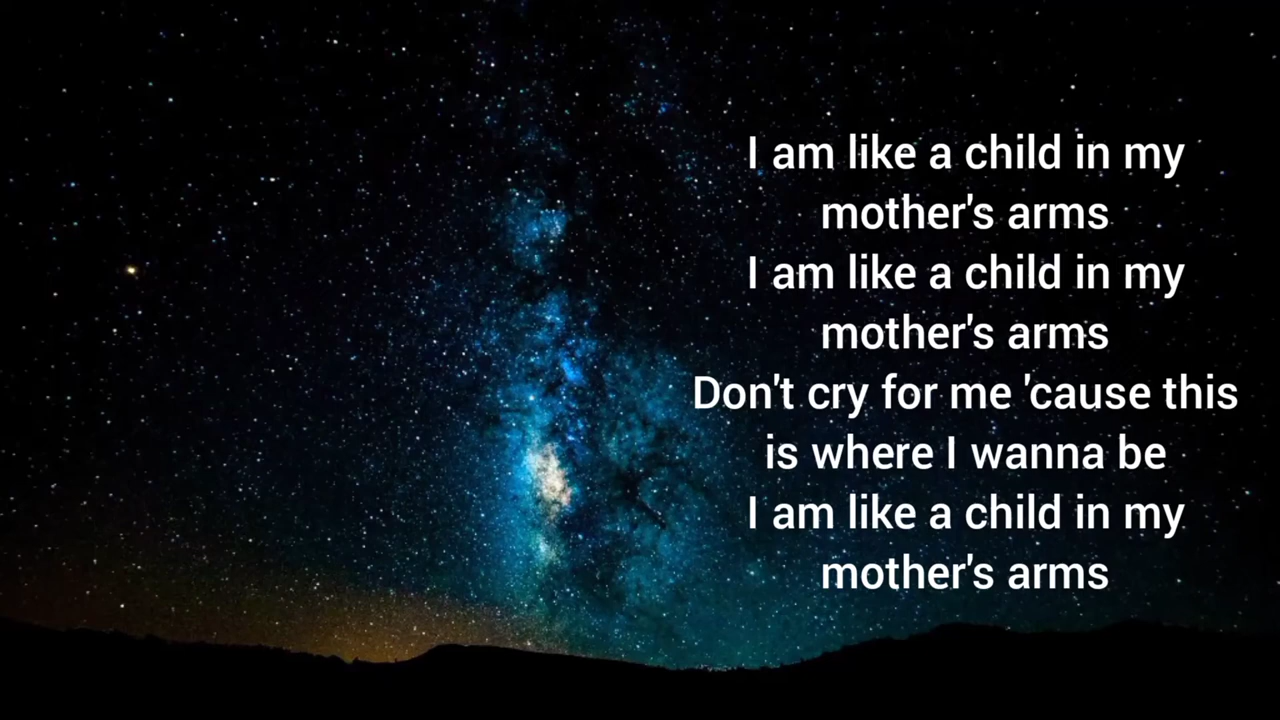 I am like a child in my
mother's arms
I am like a child in my
mother's arms
Don't cry for me 'cause this
is where I wanna be
I am like a child in my
mother's arms